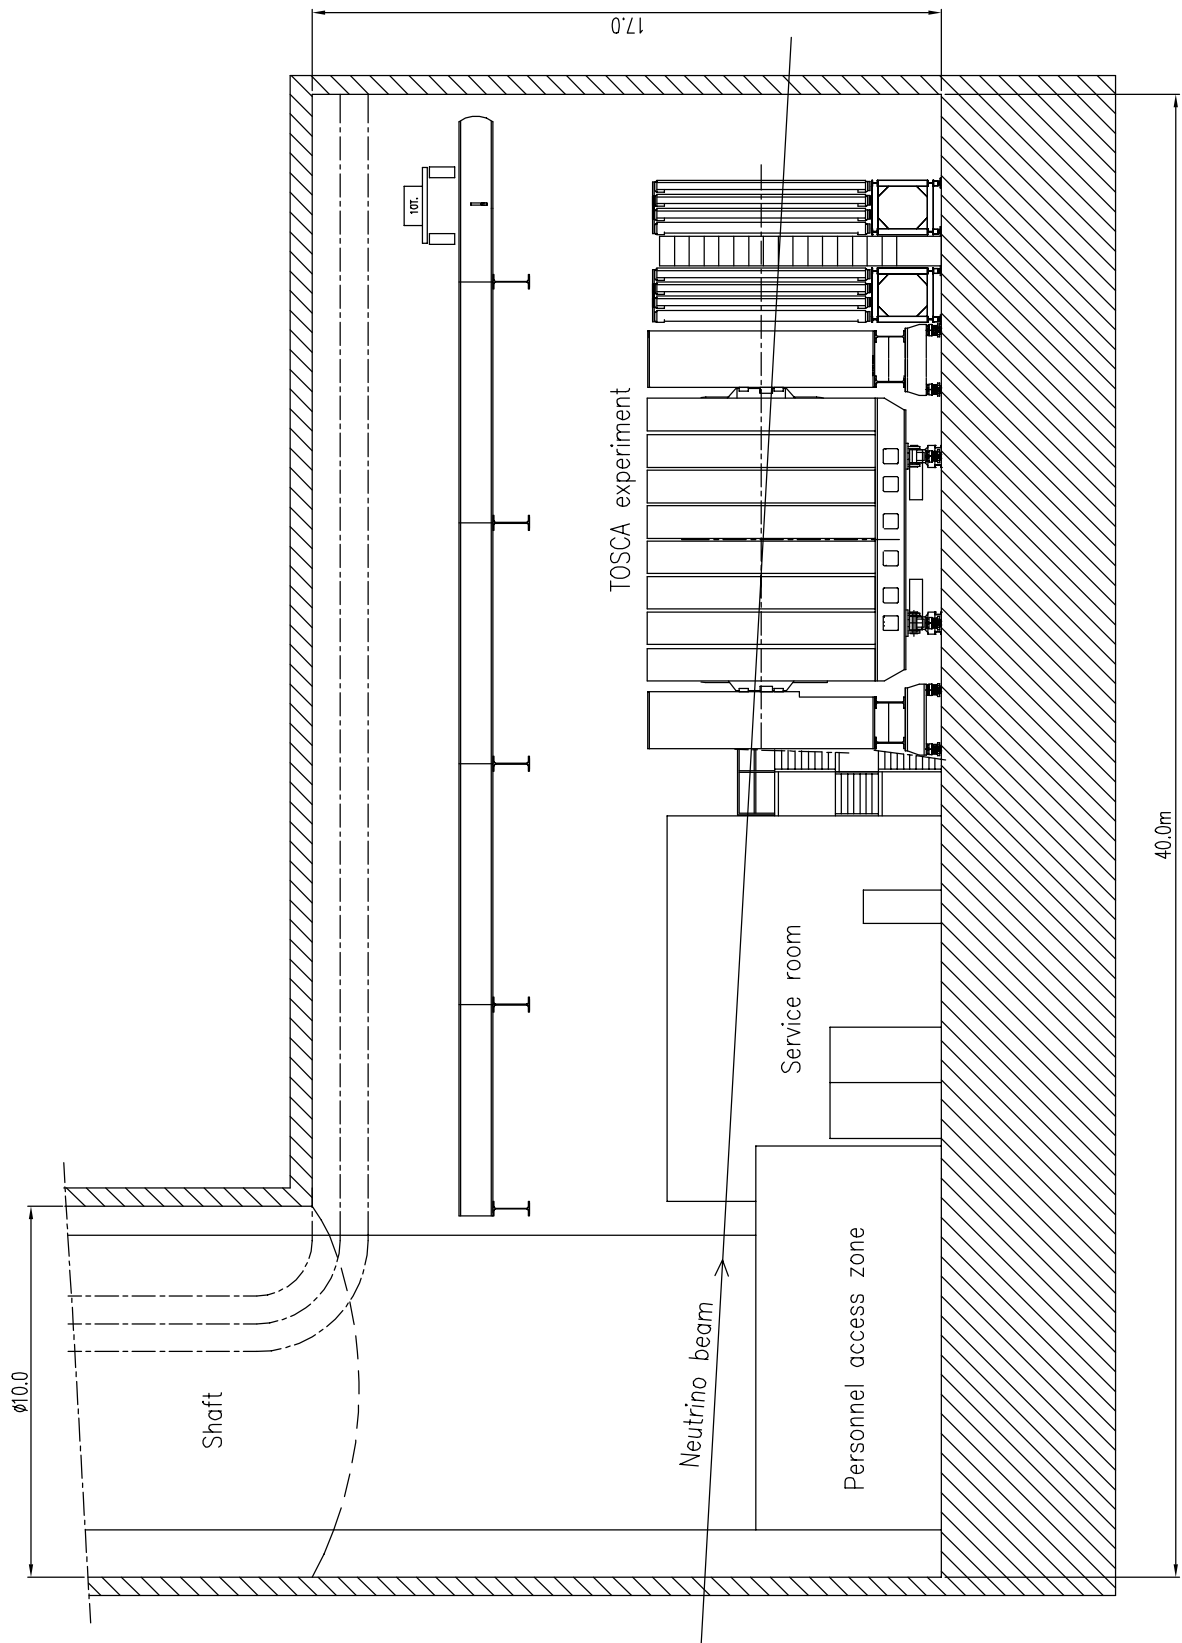 ø10.0
Shaft
17.0
10T.
TOSCA experiment
Neutrino beam
Service room
Personnel access zone
40.0m